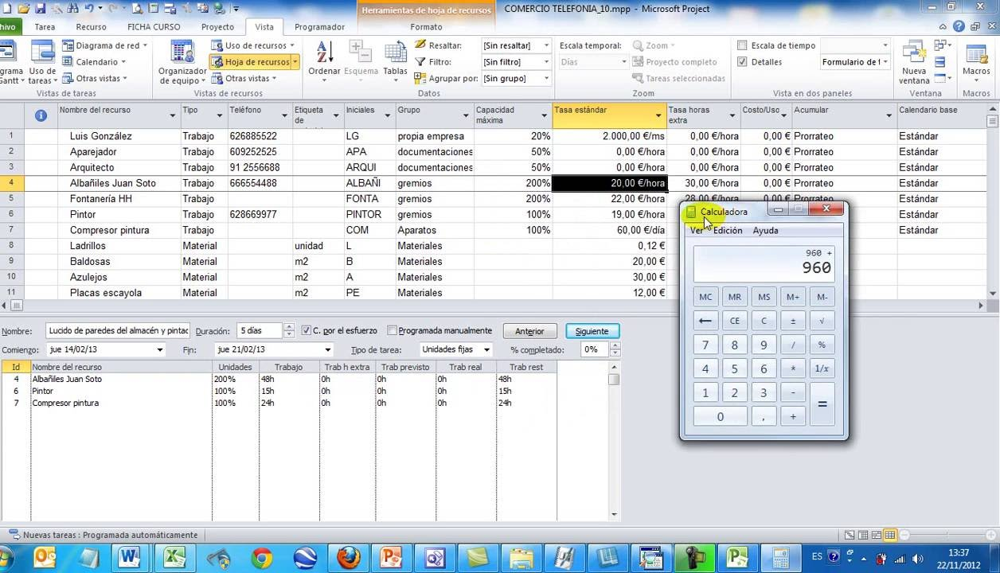 Herramientas de hoja de recursos
COMERCIO TELEFONIA_10.mpp - Microsoft Project
Tarea Recurso FICHA CURSO Proyecto Vista Programador Formato
Diagrama de red
Calendario
Otras vistas
Gantt
Uso de tareas
Vistas de tareas
Organizador de equipo
Uso de recursos
Hoja de recursos
Otras vistas
Vistas de recursos
Ordenar
Esquema
Tablas
Resaltar: [Sin resaltar]
Filtro: [Sin filtro]
Agrupar por: [Sin grupo]
Datos
Escala temporal:
Días
Zoom
Proyecto completo
Tareas seleccionadas
Zoom
Escala de tiempo
Detalles
Vista en dos paneles
Nueva ventana
Ventana
Macros
Macros
Nombre del recurso Tipo Teléfono Etiqueta de Iniciales Grupo Capacidad máxima Tasa estándar Tasa horas extra Costo/Uso Acumular Calendario base
1 Luis González Trabajo 626885522 LG propia empresa 20% 2.000,00 €/ms 0,00 €/hora 0,00 € Prorrateo Estándar
2 Aparejador Trabajo 609252525 APA documentaciones 50% 0,00 €/hora 0,00 €/hora 0,00 € Prorrateo Estándar
3 Arquitecto Trabajo 91 2556688 ARQUI documentaciones 50% 0,00 €/hora 0,00 €/hora 0,00 € Prorrateo Estándar
4 Albañiles Juan Soto Trabajo 666554488 ALBAÑI gremios 200% 20,00 €/hora 30,00 €/hora 0,00 € Prorrateo Estándar
5 Fontanería HH Trabajo FONTA gremios 200% 22,00 €/hora 28,00 €/hora 0,00 € Prorrateo Estándar
6 Pintor Trabajo 628669977 PINTOR gremios 100% 19,00 €/hora Estándar
7 Compresor pintura Trabajo COM Aparatos 100% 60,00 €/día Estándar
8 Ladrillos Material unidad L Materiales 0,12 €
9 Baldosas Material m2 B Materiales 20,00 €
10 Azulejos Material m2 A Materiales 30,00 €
11 Placas escayola Material m2 PE Materiales 12,00 €
Calculadora
Ver Edición Ayuda
960 +
960
MC MR MS M+ M-
← CE C ± √
7 8 9 / %
4 5 6 * 1/x
1 2 3 - =
0 , +
Nombre: Lucido de paredes del almacén y pintac Duración: 5 días C. por el esfuerzo Programada manualmente Anterior Siguiente
Comienzo: jue 14/02/13 Fin: jue 21/02/13 Tipo de tarea: Unidades fijas % completado: 0%
Id Nombre del recurso Unidades Trabajo Trab h extra Trab previsto Trab real Trab rest
4 Albañiles Juan Soto 200% 48h 0h 0h 0h 48h
6 Pintor 100% 15h 0h 0h 0h 15h
7 Compresor pintura 100% 24h 0h 0h 0h 24h
Nuevas tareas : Programada automáticamente
ES
13:37
22/11/2012